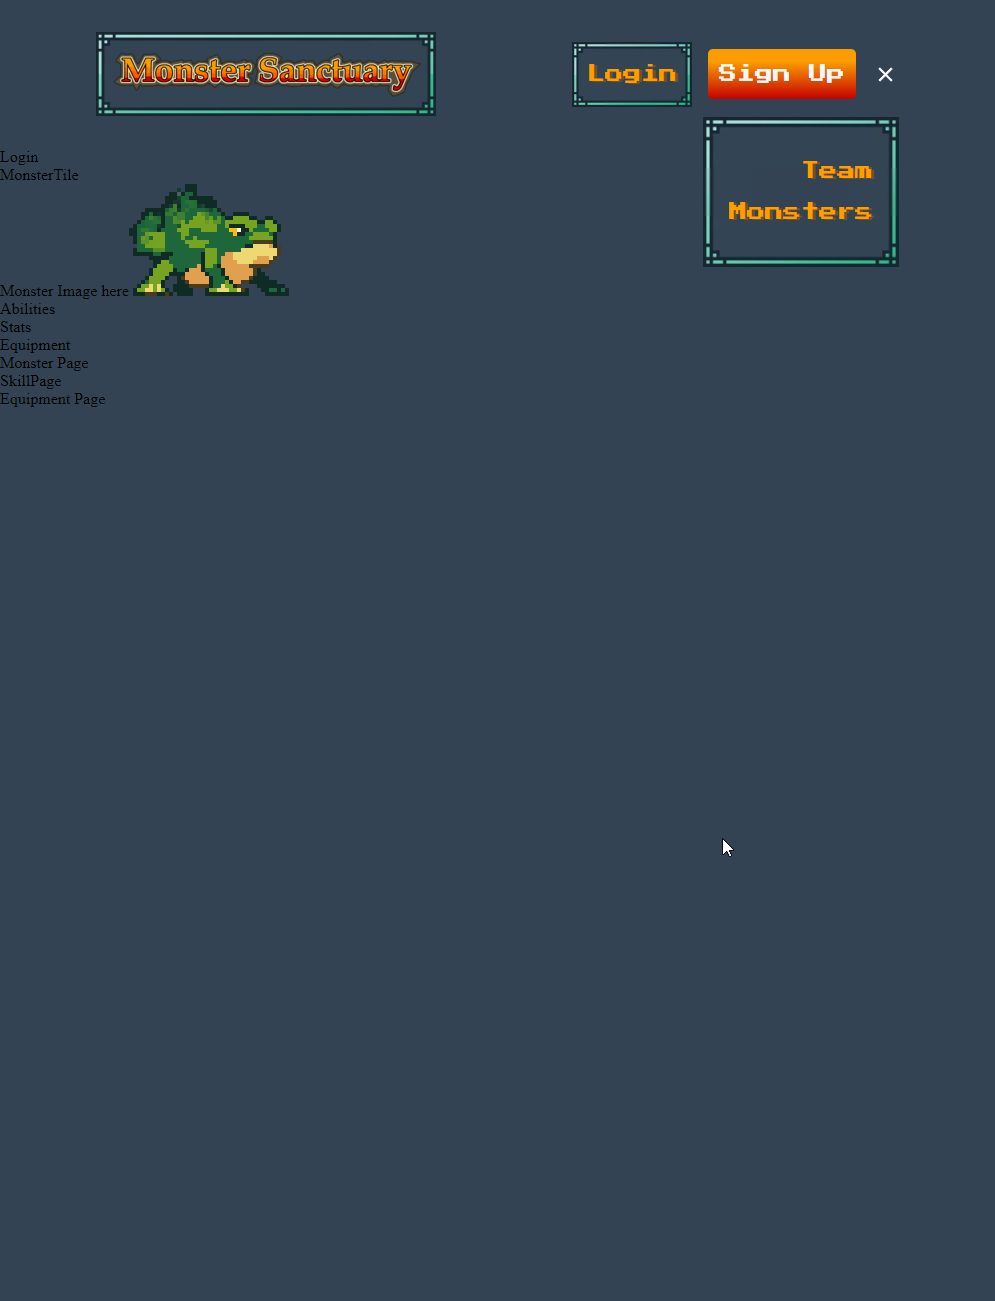 Monster Sanctuary
Login
Sign Up
Team
Monsters
Login
MonsterTile
Monster Image here
Abilities
Stats
Equipment
Monster Page
SkillPage
Equipment Page